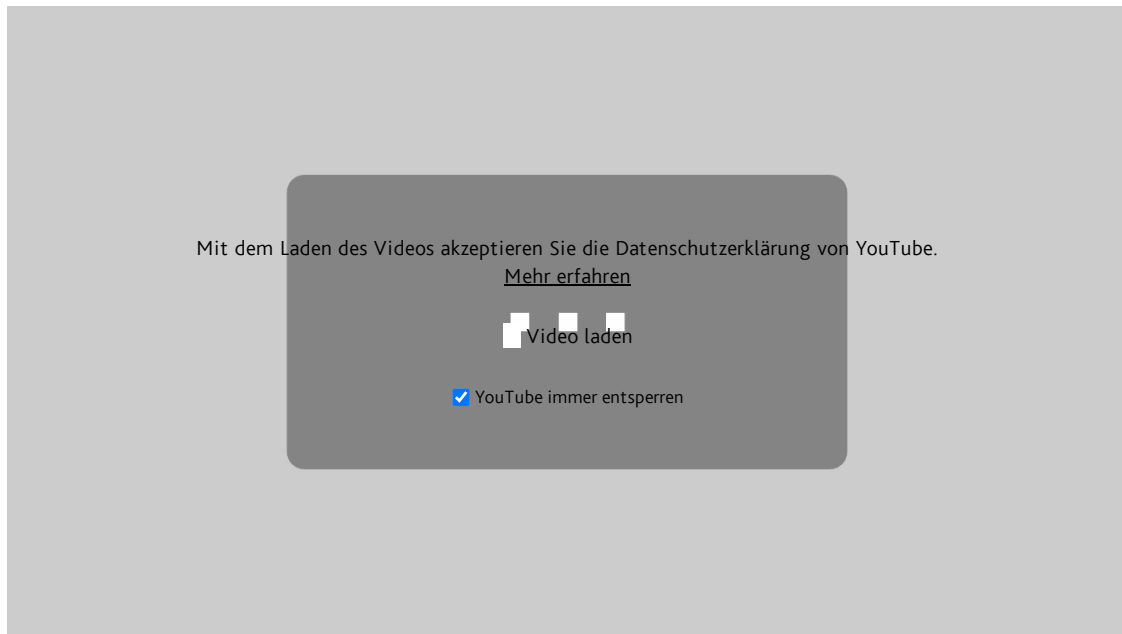 Mit dem Laden des Videos akzeptieren Sie die Datenschutzerklärung von YouTube.
Mehr erfahren
Video laden
YouTube immer entsperren